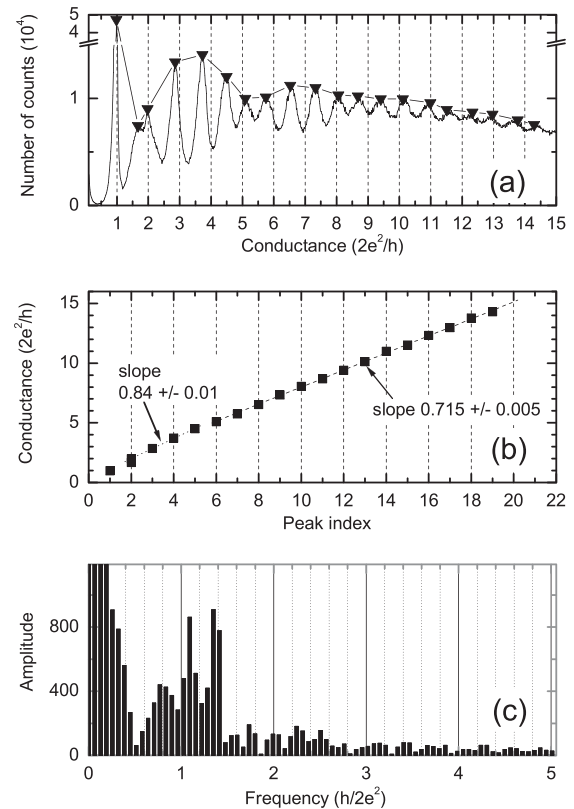 5
4
1
0
Number of counts (10⁴)
(a)
1 2 3 4 5 6 7 8 9 10 11 12 13 14 15
Conductance (2e²/h)
15
10
5
0
Conductance (2e²/h)
slope
0.84 +/- 0.01
slope 0.715 +/- 0.005
(b)
0 2 4 6 8 10 12 14 16 18 20 22
Peak index
800
400
0
Amplitude
(c)
0 1 2 3 4 5
Frequency (h/2e²)